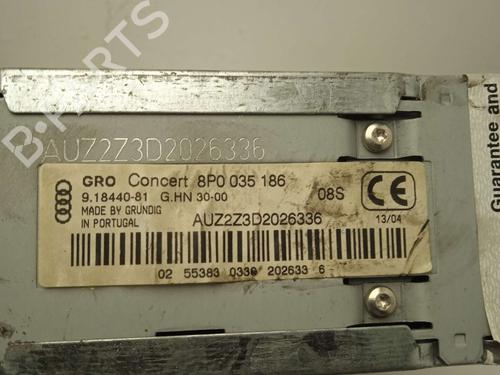 B-PARTS
Guarantee and
AUZ2Z3D2026336
GRO Concert 8P0 035 186
9.18440-81 G.HN 30-00 08S
CE
MADE BY GRUNDIG
IN PORTUGAL
AUZ2Z3D2026336
13/04
02 55383 0330 202633 6